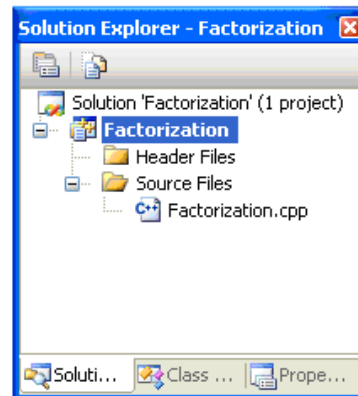 Solution Explorer - Factorization
Solution 'Factorization' (1 project)
Factorization
Header Files
Source Files
C++ Factorization.cpp
Soluti... Class ... Prope...